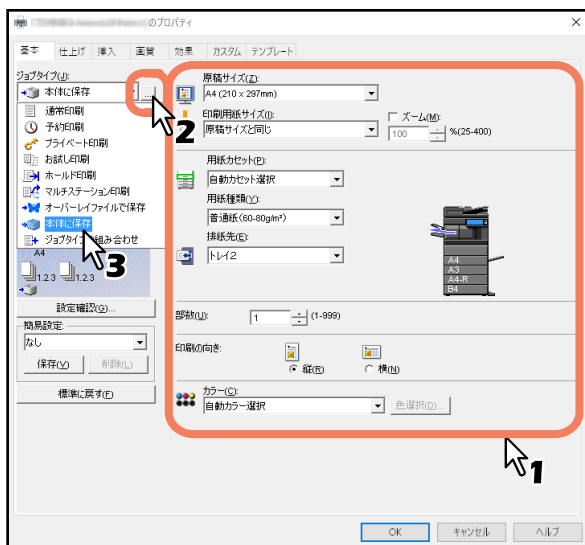 のプロパティ
基本 仕上げ 挿入 画質 効果 カスタム テンプレート
ジョブタイプ(J):
本体に保存
...
通常印刷
予約印刷
プライベート印刷
お試し印刷
ホールド印刷
マルチステーション印刷
オーバーレイファイルで保存
本体に保存
ジョブタイプ 組み合わせ
A4
1.2.3 1.2.3
設定確認(G)...
簡易設定:
なし
保存(V) 削除(L)
標準に戻す(F)
原稿サイズ(Z):
A4 (210 x 297mm)
印刷用紙サイズ(I):
原稿サイズと同じ
ズーム(M):
100 %(25-400)
用紙カセット(P):
自動カセット選択
用紙種類(Y):
普通紙(60-80g/m²)
排紙先(E):
トレイ2
A4
A3
A4-R
B4
部数(U): 1 (1-999)
印刷の向き:
縦(R) 横(N)
カラー(C):
自動カラー選択 色選択(D)...
1
2
3
OK キャンセル ヘルプ